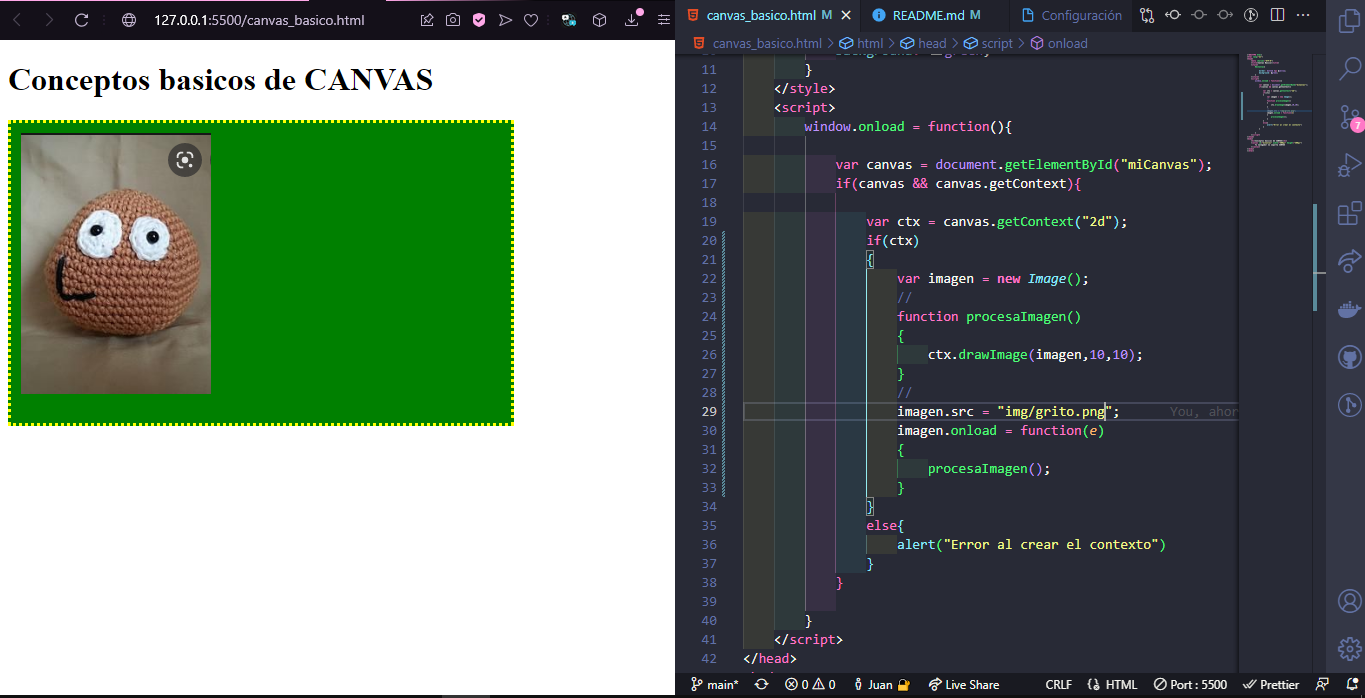 127.0.0.1:5500/canvas_basico.html
Conceptos basicos de CANVAS
canvas_basico.html M
README.md M
Configuración
canvas_basico.html > html > head > script > onload
11 }
12 </style>
13 <script>
14 window.onload = function(){
15
16 var canvas = document.getElementById("miCanvas");
17 if(canvas && canvas.getContext){
18
19 var ctx = canvas.getContext("2d");
20 if(ctx)
21 {
22 var imagen = new Image();
23 //
24 function procesaImagen()
25 {
26 ctx.drawImage(imagen,10,10);
27 }
28 //
29 imagen.src = "img/grito.png"; You, ahor
30 imagen.onload = function(e)
31 {
32 procesaImagen();
33 }
34 }
35 else{
36 alert("Error al crear el contexto")
37 }
38 }
39
40 }
41 </script>
42 </head>
7
main* 0 0 Juan Live Share CRLF HTML Port : 5500 Prettier